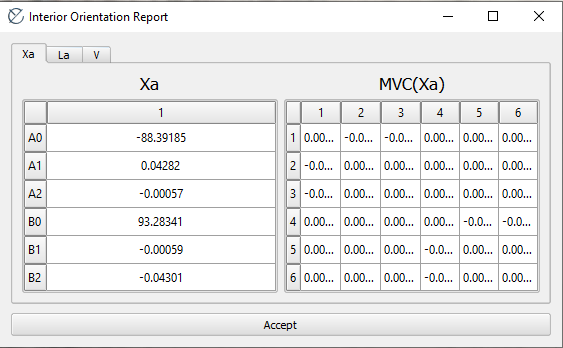 Interior Orientation Report
Xa La V
Xa MVC(Xa)
1 1 2 3 4 5 6
A0 -88.39185 1 0.00... -0.0... -0.0... 0.00... 0.00... 0.00...
A1 0.04282 2 -0.0... 0.00... 0.00... 0.00... 0.00... 0.00...
A2 -0.00057 3 -0.0... 0.00... 0.00... 0.00... 0.00... 0.00...
B0 93.28341 4 0.00... 0.00... 0.00... 0.00... -0.0... -0.0...
B1 -0.00059 5 0.00... 0.00... 0.00... -0.0... 0.00... 0.00...
B2 -0.04301 6 0.00... 0.00... 0.00... -0.0... 0.00... 0.00...
Accept